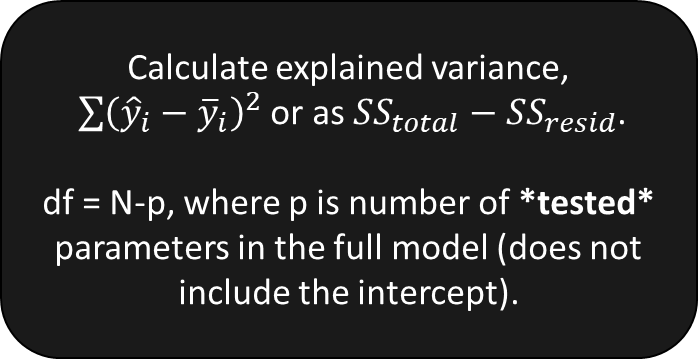 Calculate explained variance,
∑(ŷᵢ − ȳᵢ)² or as SS_total − SS_resid.
df = N-p, where p is number of *tested*
parameters in the full model (does not
include the intercept).